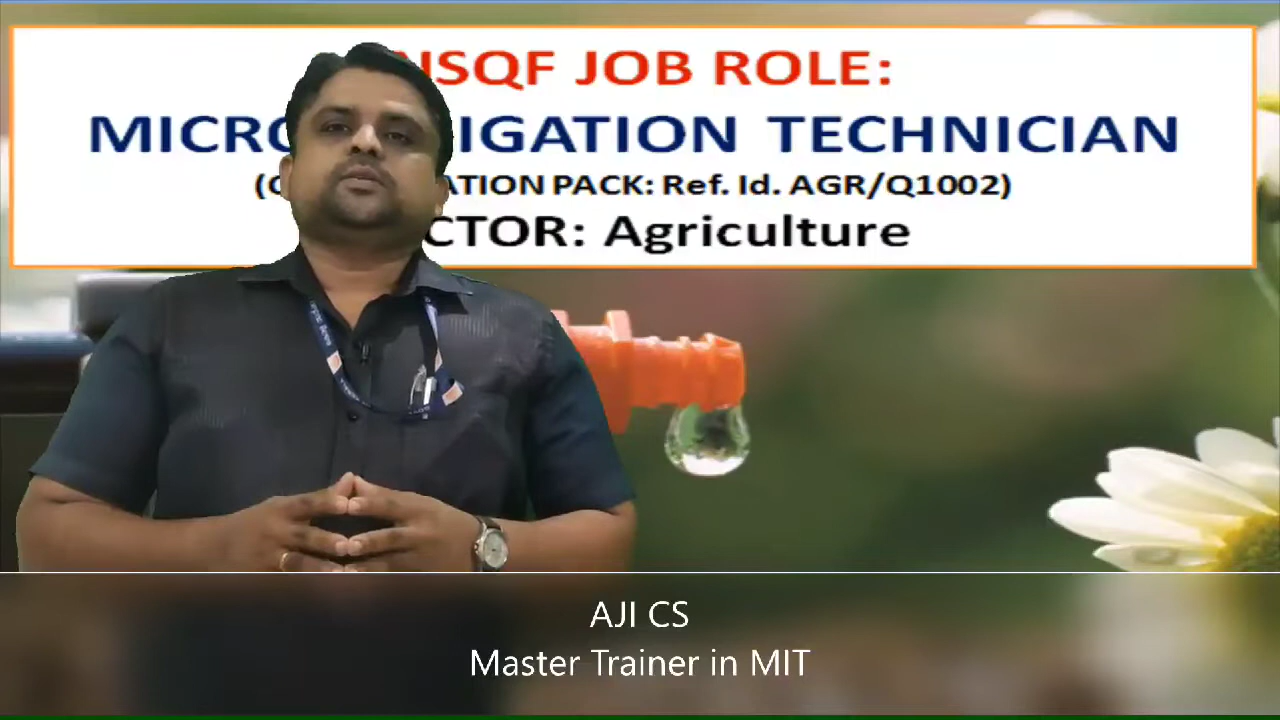 NSQF JOB ROLE:
MICRO IGATION TECHNICIAN
(Q ATION PACK: Ref. Id. AGR/Q1002)
CTOR: Agriculture
AJI CS
Master Trainer in MIT